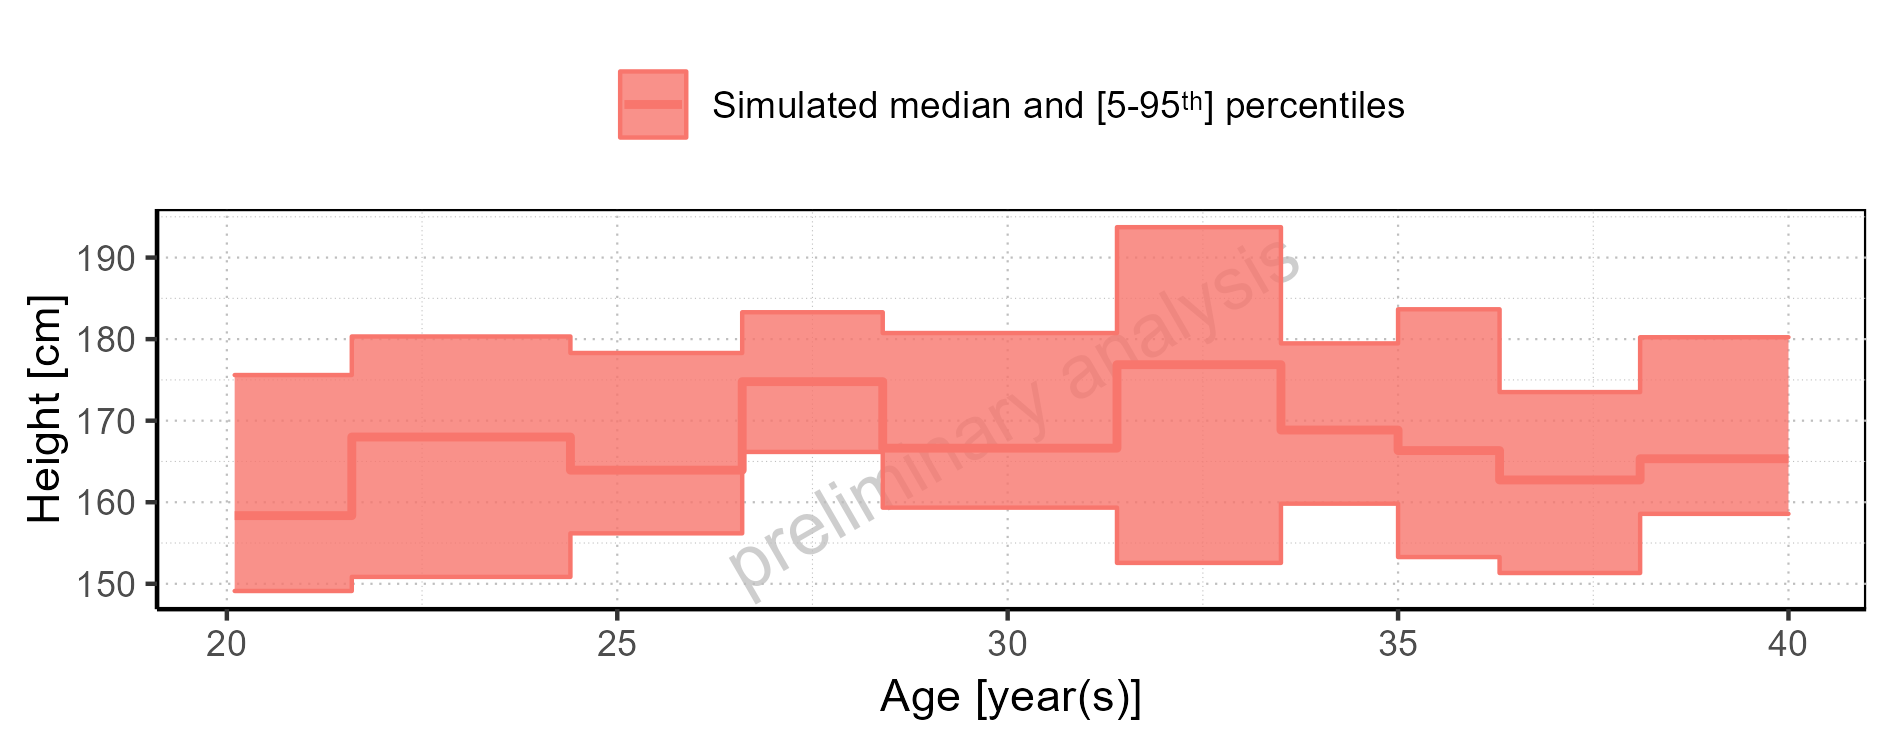 Simulated median and [5-95th] percentiles
Height [cm]
190
180
170
160
150
preliminary analysis
20 25 30 35 40
Age [year(s)]